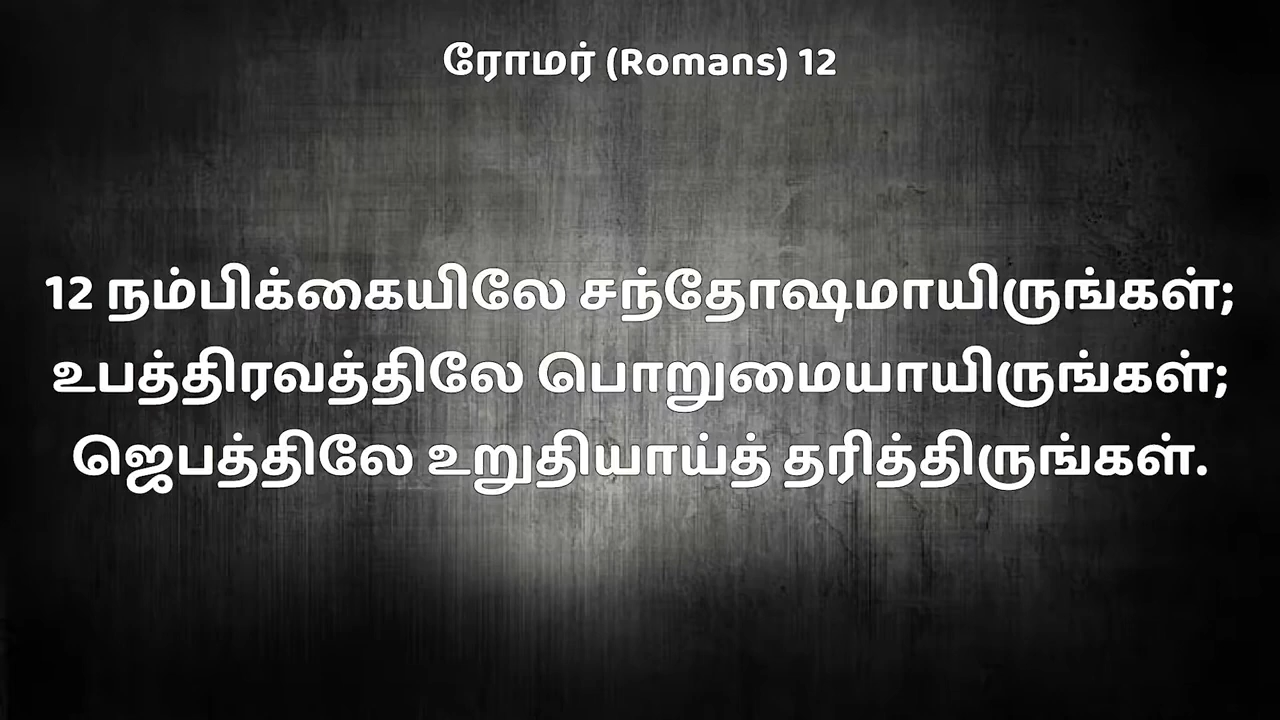 ரோமர் (Romans) 12
12 நம்பிக்கையிலே சந்தோஷமாயிருங்கள்;
உபத்திரவத்திலே பொறுமையாயிருங்கள்;
ஜெபத்திலே உறுதியாய்த் தரித்திருங்கள்.